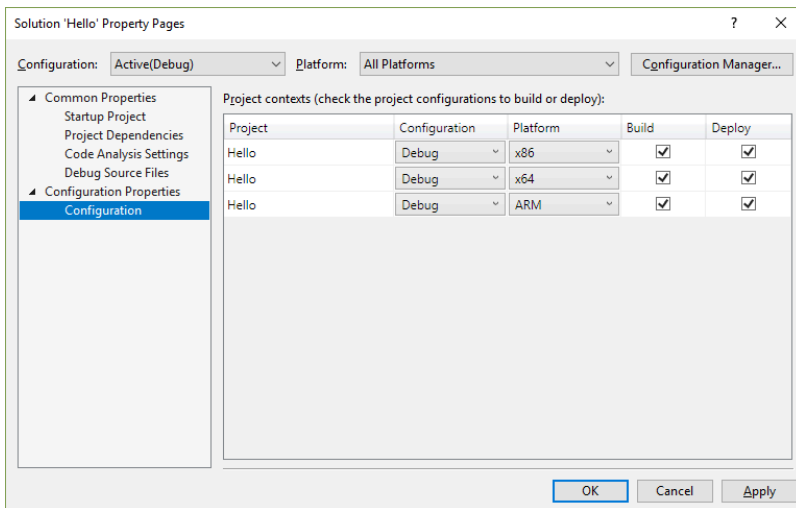 Solution 'Hello' Property Pages ?
Configuration: Active(Debug) Platform: All Platforms Configuration Manager...
Common Properties
Startup Project
Project Dependencies
Code Analysis Settings
Debug Source Files
Configuration Properties
Configuration
Project contexts (check the project configurations to build or deploy):
Project Configuration Platform Build Deploy
Hello Debug x86
Hello Debug x64
Hello Debug ARM
OK Cancel Apply